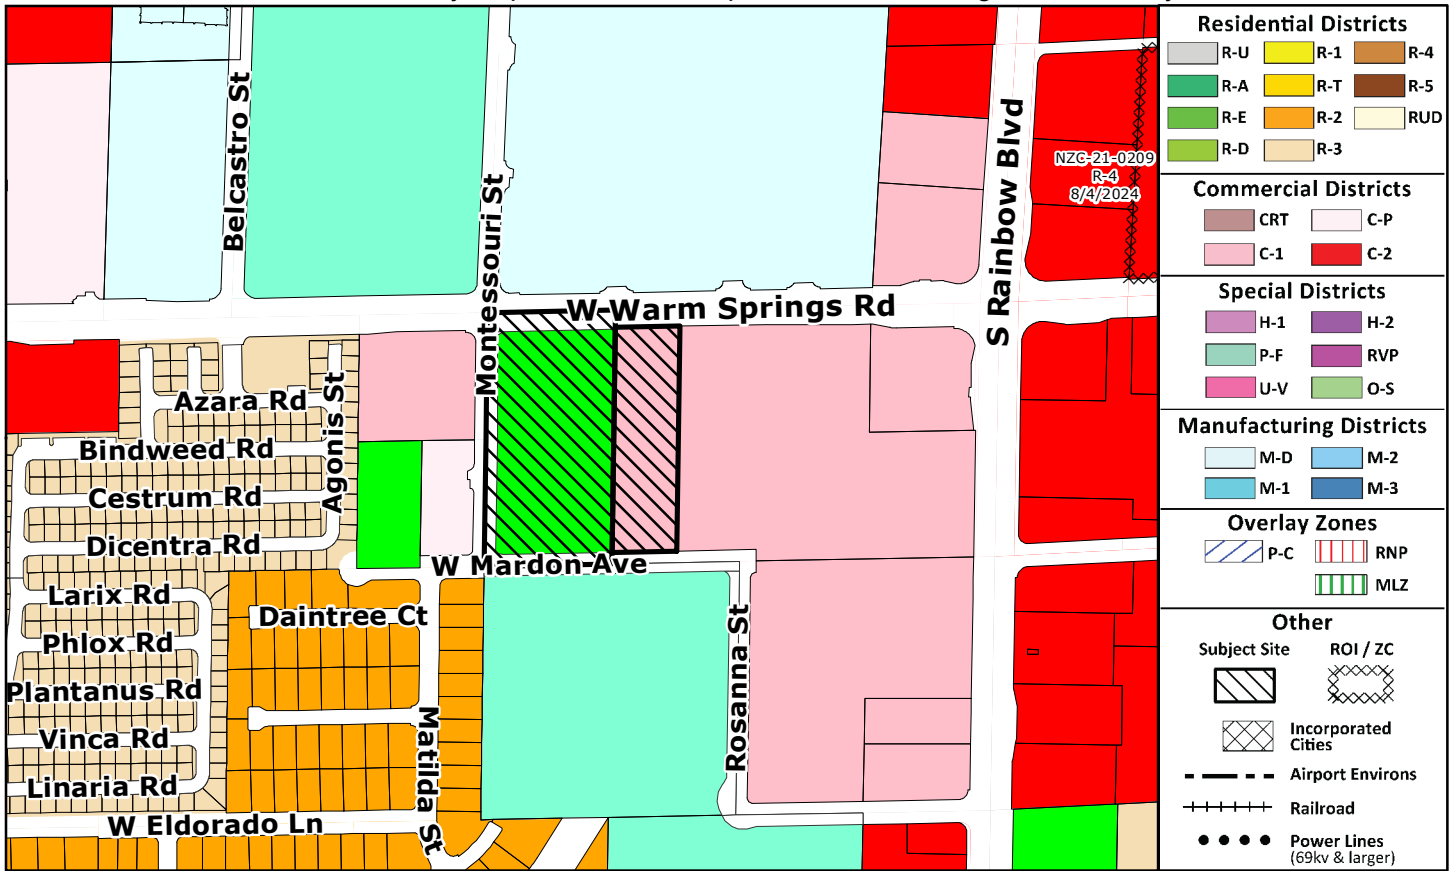 Belcastro St
Montessouri St
S Rainbow Blvd
NZC-21-0209
R-4
8/4/2024
W Warm Springs Rd
Azara Rd
Agonis St
Bindweed Rd
Cestrum Rd
Dicentra Rd
W Mardon Ave
Larix Rd
Daintree Ct
Phlox Rd
Rosanna St
Plantanus Rd
Matilda St
Vinca Rd
Linaria Rd
W Eldorado Ln
Residential Districts
R-U R-1 R-4
R-A R-T R-5
R-E R-2 RUD
R-D R-3
Commercial Districts
CRT C-P
C-1 C-2
Special Districts
H-1 H-2
P-F RVP
U-V O-S
Manufacturing Districts
M-D M-2
M-1 M-3
Overlay Zones
P-C RNP
MLZ
Other
Subject Site ROI / ZC
Incorporated
Cities
Airport Environs
Railroad
Power Lines
(69kv & larger)